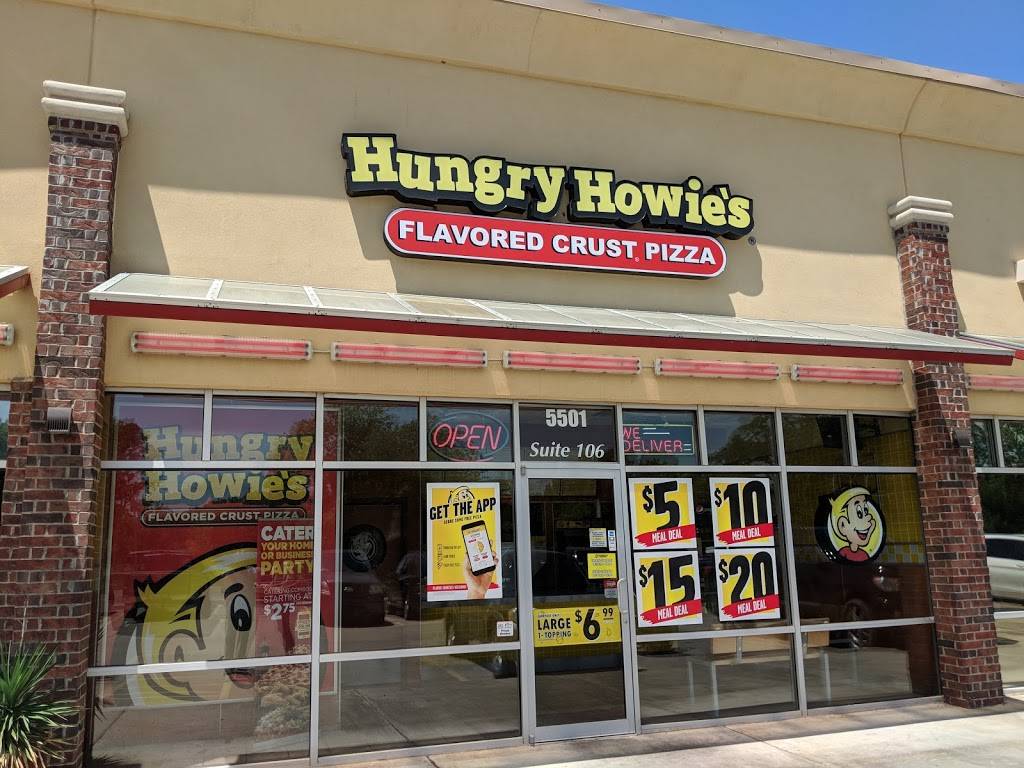 Hungry Howie's®
FLAVORED CRUST® PIZZA
5501
Suite 106
OPEN
WE
DELIVER
Hungry
Howie's
FLAVORED CRUST PIZZA
CATER
YOUR HOME
OR BUSINESS
PARTY
STARTING AT
$2.75
GET THE APP
LARGE
1-TOPPING
$6.99
$5
MEAL DEAL
$10
MEAL DEAL
$15
MEAL DEAL
$20
MEAL DEAL